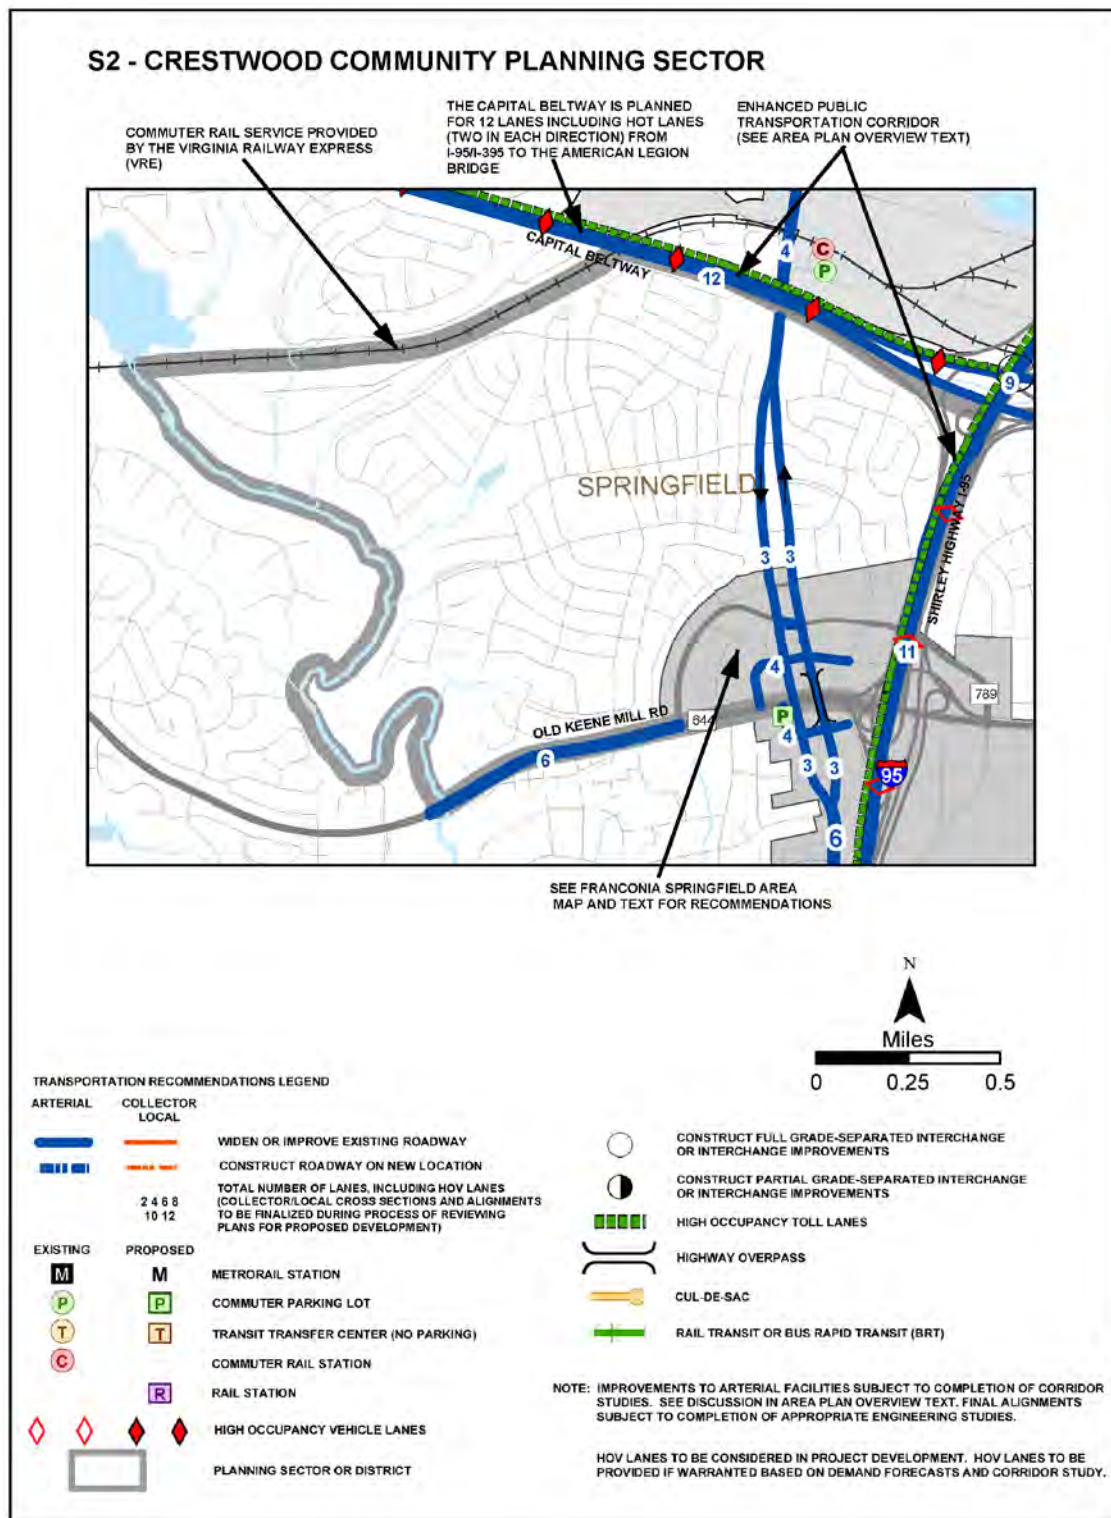 S2 - CRESTWOOD COMMUNITY PLANNING SECTOR
COMMUTER RAIL SERVICE PROVIDED
BY THE VIRGINIA RAILWAY EXPRESS
(VRE)
THE CAPITAL BELTWAY IS PLANNED
FOR 12 LANES INCLUDING HOT LANES
(TWO IN EACH DIRECTION) FROM
I-95/I-395 TO THE AMERICAN LEGION
BRIDGE
ENHANCED PUBLIC
TRANSPORTATION CORRIDOR
(SEE AREA PLAN OVERVIEW TEXT)
CAPITAL BELTWAY
12
4
C
P
9
SPRINGFIELD
SHIRLEY HIGHWAY I-95
3
3
11
4
789
OLD KEENE MILL RD
644
P
4
6
3
3
95
6
SEE FRANCONIA SPRINGFIELD AREA
MAP AND TEXT FOR RECOMMENDATIONS
N
Miles
0 0.25 0.5
TRANSPORTATION RECOMMENDATIONS LEGEND
ARTERIAL
COLLECTOR
LOCAL
WIDEN OR IMPROVE EXISTING ROADWAY
CONSTRUCT ROADWAY ON NEW LOCATION
2 4 6 8
10 12
TOTAL NUMBER OF LANES, INCLUDING HOV LANES
(COLLECTOR/LOCAL CROSS SECTIONS AND ALIGNMENTS
TO BE FINALIZED DURING PROCESS OF REVIEWING
PLANS FOR PROPOSED DEVELOPMENT)
EXISTING PROPOSED
M M METRORAIL STATION
P P COMMUTER PARKING LOT
T T TRANSIT TRANSFER CENTER (NO PARKING)
C COMMUTER RAIL STATION
R RAIL STATION
HIGH OCCUPANCY VEHICLE LANES
PLANNING SECTOR OR DISTRICT
CONSTRUCT FULL GRADE-SEPARATED INTERCHANGE
OR INTERCHANGE IMPROVEMENTS
CONSTRUCT PARTIAL GRADE-SEPARATED INTERCHANGE
OR INTERCHANGE IMPROVEMENTS
HIGH OCCUPANCY TOLL LANES
HIGHWAY OVERPASS
CUL-DE-SAC
RAIL TRANSIT OR BUS RAPID TRANSIT (BRT)
NOTE: IMPROVEMENTS TO ARTERIAL FACILITIES SUBJECT TO COMPLETION OF CORRIDOR
STUDIES. SEE DISCUSSION IN AREA PLAN OVERVIEW TEXT. FINAL ALIGNMENTS
SUBJECT TO COMPLETION OF APPROPRIATE ENGINEERING STUDIES.
HOV LANES TO BE CONSIDERED IN PROJECT DEVELOPMENT. HOV LANES TO BE
PROVIDED IF WARRANTED BASED ON DEMAND FORECASTS AND CORRIDOR STUDY.